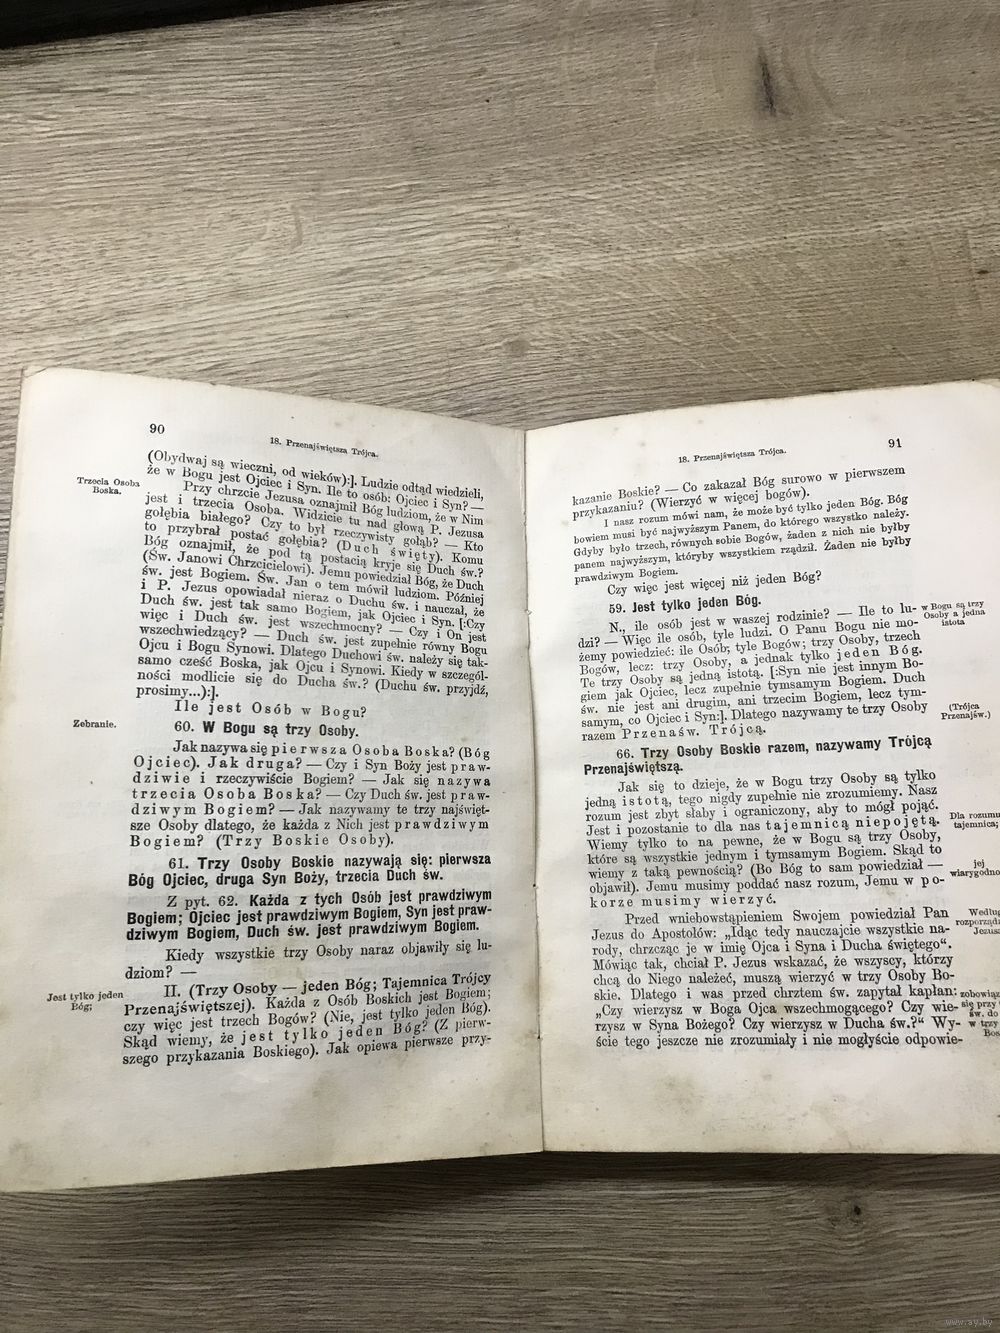 90
18. Przenajświętsza Trójca.
(Obydwaj są wieczni, od wieków):]. Ludzie odtąd wiedzieli,
że w Bogu jest Ojciec i Syn. Ile to osób: Ojciec i Syn? —
Trzecia Osoba
Boska.
Przy chrzcie Jezusa oznajmił Bóg ludziom, że w Nim
jest i trzecia Osoba. Widzicie tu nad głową P. Jezusa
gołębia białego? Czy to był rzeczywisty gołąb? — Kto
to przybrał postać gołębia? (Duch święty). Komu
Bóg oznajmił, że pod tą postacią kryje się Duch św.?
(Św. Janowi Chrzcicielowi). Jemu powiedział Bóg, że Duch
św. jest Bogiem. Św. Jan o tem mówił ludziom. Później
i P. Jezus opowiadał nieraz o Duchu św. i nauczał, że
Duch św. jest tak samo Bogiem, jak Ojciec i Syn. [:Czy
więc i Duch św. jest wszechmocny? — Czy i On jest
wszechwiedzący? — Duch św. jest zupełnie równy Bogu
Ojcu i Bogu Synowi. Dlatego Duchowi św. należy się tak-
samo cześć Boska, jak Ojcu i Synowi. Kiedy w szczegól-
ności modlicie się do Ducha św.? (Duchu św. przyjdź,
prosimy...):].
Ile jest Osób w Bogu?
Zebranie.
60. W Bogu są trzy Osoby.
Jak nazywa się pierwsza Osoba Boska? (Bóg
Ojciec). Jak druga? — Czy i Syn Boży jest praw-
dziwie i rzeczywiście Bogiem? — Jak się nazywa
trzecia Osoba Boska? — Czy Duch św. jest praw-
dziwym Bogiem? — Jak nazywamy te trzy najświęt-
sze Osoby dlatego, że każda z Nich jest prawdziwym
Bogiem? (Trzy Boskie Osoby).
61. Trzy Osoby Boskie nazywają się: pierwsza
Bóg Ojciec, druga Syn Boży, trzecia Duch św.
Z pyt. 62. Każda z tych Osób jest prawdziwym
Bogiem; Ojciec jest prawdziwym Bogiem, Syn jest praw-
dziwym Bogiem, Duch św. jest prawdziwym Bogiem.
Kiedy wszystkie trzy Osoby naraz objawiły się lu-
dziom? —
Jest tylko jeden
Bóg;
II. (Trzy Osoby — jeden Bóg; Tajemnica Trójcy
Przenajświętszej). Każda z Osób Boskich jest Bogiem;
czy więc jest trzech Bogów? (Nie, jest tylko jeden Bóg).
Skąd wiemy, że jest tylko jeden Bóg? (Z pierw-
szego przykazania Boskiego). Jak opiewa pierwsze przy-
18. Przenajświętsza Trójca.
91
kazanie Boskie? — Co zakazał Bóg surowo w pierwszem
przykazaniu? (Wierzyć w więcej bogów).
I nasz rozum mówi nam, że może być tylko jeden Bóg. Bóg
bowiem musi być najwyższym Panem, do którego wszystko należy.
Gdyby było trzech, równych sobie Bogów, żaden z nich nie byłby
panem najwyższym, któryby wszystkiem rządził. Żaden nie byłby
prawdziwym Bogiem.
Czy więc jest więcej niż jeden Bóg?
59. Jest tylko jeden Bóg.
w Bogu są trzy
Osoby a jedna
istota
N., ile osób jest w waszej rodzinie? — Ile to lu-
dzi? — Więc ile osób, tyle ludzi. O Panu Bogu nie mo-
żemy powiedzieć: ile Osób, tyle Bogów; trzy Osoby, trzech
Bogów, lecz: trzy Osoby, a jednak tylko jeden Bóg.
Te trzy Osoby są jedną istotą. [:Syn nie jest innym Bo-
giem jak Ojciec, lecz zupełnie tymsamym Bogiem. Duch
św. nie jest ani drugim, ani trzecim Bogiem, lecz tym-
samym, co Ojciec i Syn:]. Dlatego nazywamy te trzy Osoby
razem Przenaśw. Trójcą.
(Trójca
Przenajśw.)
66. Trzy Osoby Boskie razem, nazywamy Trójcą
Przenajświętszą.
Jak się to dzieje, że w Bogu trzy Osoby są tylko
jedną istotą, tego nigdy zupełnie nie zrozumiemy. Nasz
rozum jest zbyt słaby i ograniczony, aby to mógł pojąć.
Jest i pozostanie to dla nas tajemnicą niepojętą.
Dla rozumu
tajemnica;
Wiemy tylko to na pewne, że w Bogu są trzy Osoby,
które są wszystkie jednym i tymsamym Bogiem. Skąd to
wiemy z taką pewnością? (Bo Bóg to sam powiedział —
objawił). Jemu musimy poddać nasz rozum, Jemu w po-
korze musimy wierzyć.
jej
wiarygodno
Przed wniebowstąpieniem Swojem powiedział Pan
Jezus do Apostołów: „Idąc tedy nauczajcie wszystkie na-
rody, chrzcząc je w imię Ojca i Syna i Ducha świętego“.
Mówiąc tak, chciał P. Jezus wskazać, że wszyscy, którzy
chcą do Niego należeć, muszą wierzyć w trzy Osoby Bo-
skie. Dlatego i was przed chrztem św. zapytał kapłan:
„Czy wierzysz w Boga Ojca wszechmogącego? Czy wie-
rzysz w Syna Bożego? Czy wierzysz w Ducha św.?“ Wy-
ście tego jeszcze nie zrozumiały i nie mogłyście odpowie-
Według
rozporządz
Jezusa
zobowiąz
się przy
św. do
w trzy
Bos
www.ay.by